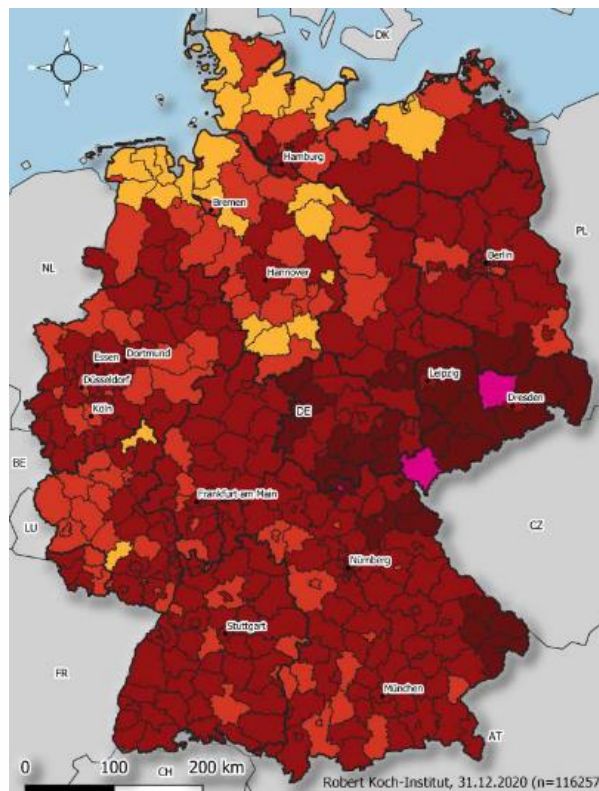 DK
Hamburg
Bremen
PL
Berlin
NL
Hannover
Essen
Dortmund
Düsseldorf
Leipzig
Köln
DE
Dresden
BE
Frankfurt am Main
LU
CZ
Nürnberg
Stuttgart
FR
München
AT
0 100 200 km
CH
Robert Koch-Institut, 31.12.2020 (n=116257